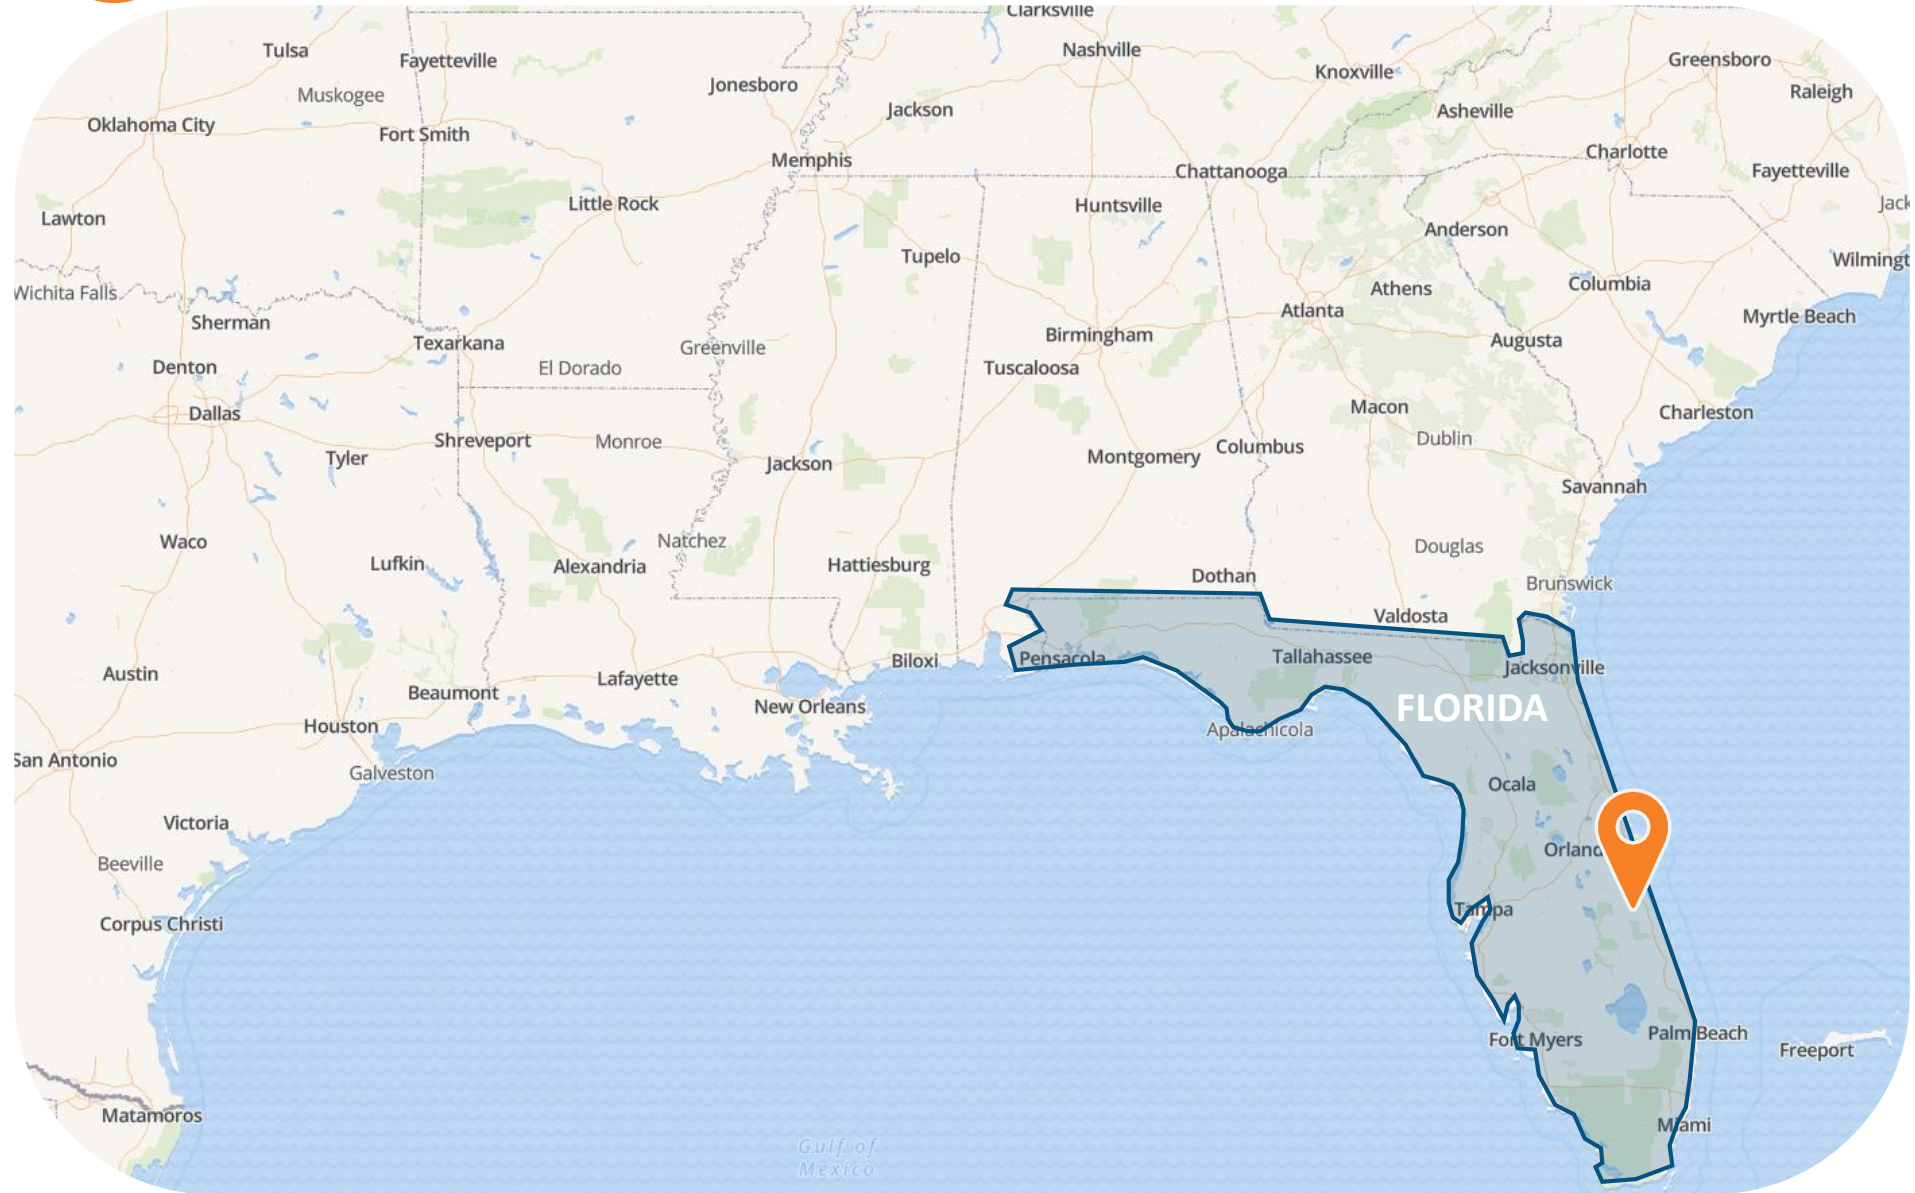 Clarksville
Tulsa
Fayetteville
Nashville
Greensboro
Knoxville
Jonesboro
Muskogee
Raleigh
Jackson
Asheville
Oklahoma City
Fort Smith
Memphis
Charlotte
Chattanooga
Fayetteville
Lawton
Little Rock
Huntsville
Jack
Anderson
Tupelo
Wilmingt
Wichita Falls
Athens
Columbia
Sherman
Atlanta
Myrtle Beach
Texarkana
Greenville
Birmingham
Augusta
Denton
El Dorado
Tuscaloosa
Dallas
Macon
Charleston
Shreveport
Monroe
Dublin
Tyler
Jackson
Montgomery
Columbus
Savannah
Waco
Natchez
Douglas
Lufkin
Alexandria
Hattiesburg
Dothan
Brunswick
Valdosta
Biloxi
Pensacola
Tallahassee
Jacksonville
Austin
Beaumont
Lafayette
New Orleans
FLORIDA
Houston
Apalachicola
San Antonio
Galveston
Ocala
Victoria
Beeville
Orland
Corpus Christi
Tampa
Fort Myers
Palm Beach
Freeport
Matamoros
Miami
Gulf of
Mexico